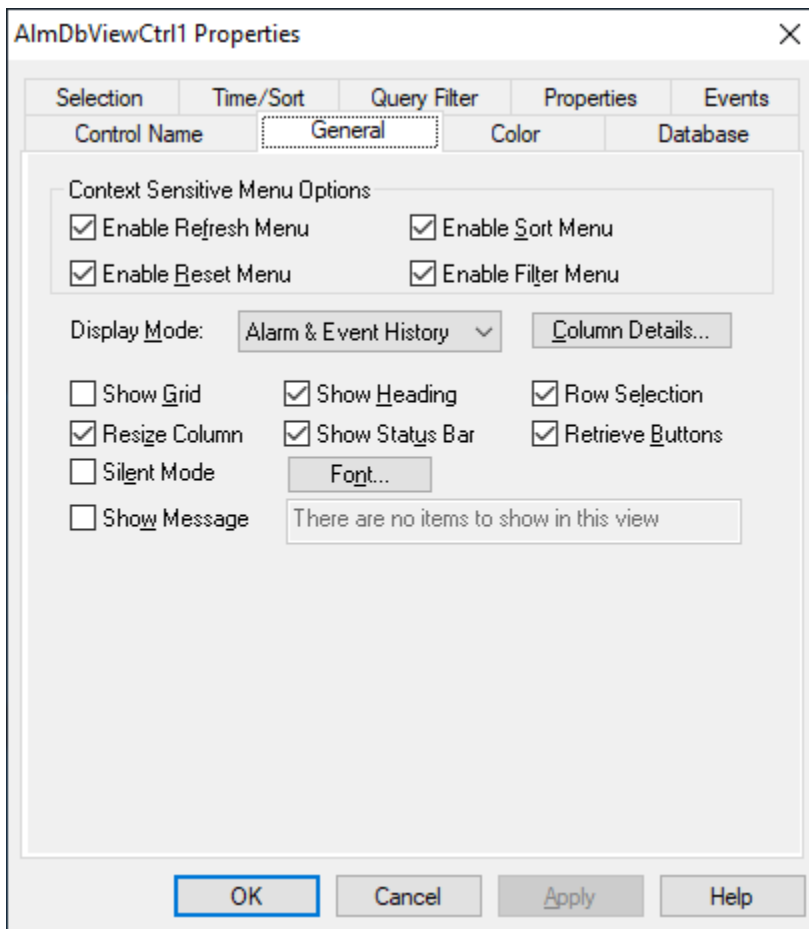 AlmDbViewCtrl1 Properties
Selection Time/Sort Query Filter Properties Events
Control Name General Color Database
Context Sensitive Menu Options
Enable Refresh Menu Enable Sort Menu
Enable Reset Menu Enable Filter Menu
Display Mode: Alarm & Event History Column Details...
Show Grid Show Heading Row Selection
Resize Column Show Status Bar Retrieve Buttons
Silent Mode Font...
Show Message There are no items to show in this view
OK Cancel Apply Help